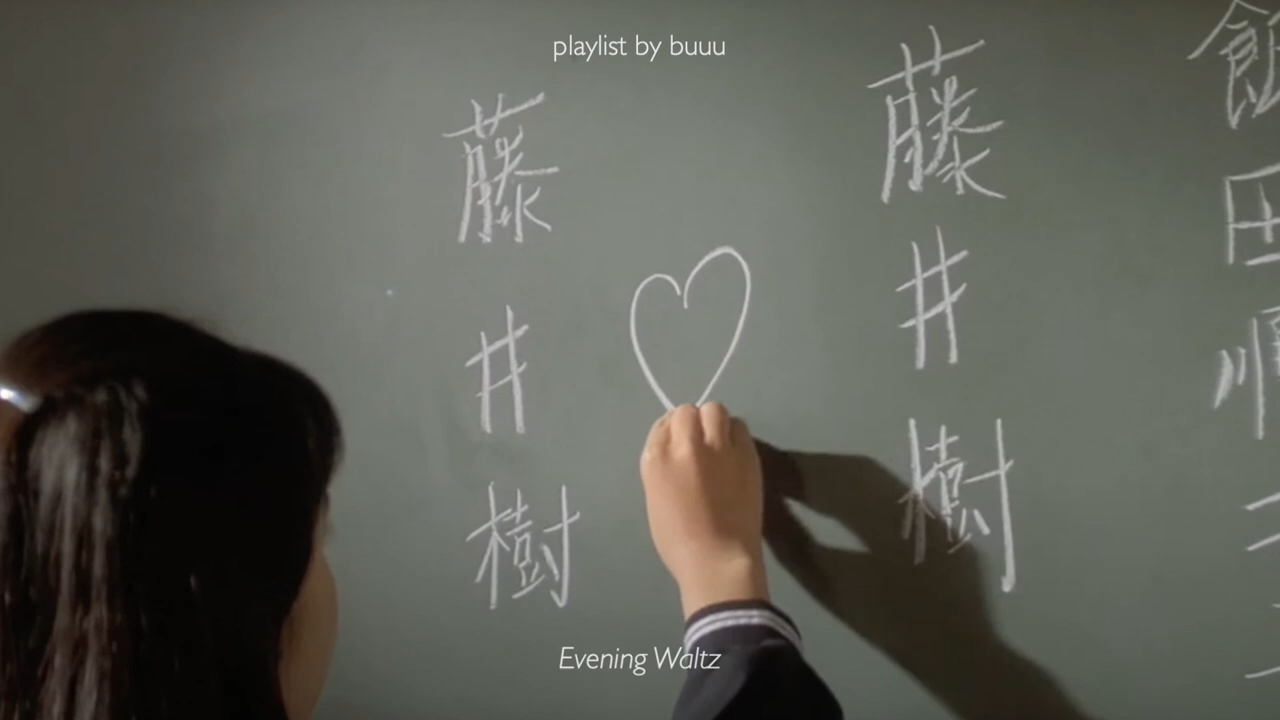 playlist by buuu
藤井樹
藤井樹
Evening Waltz